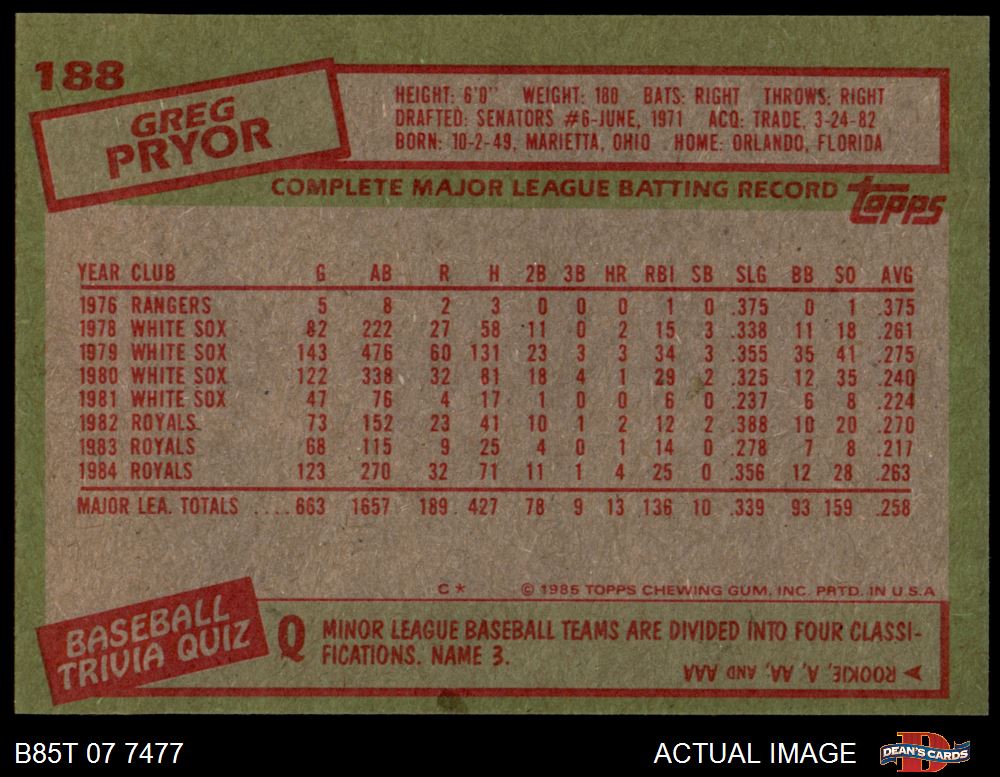 188
GREG
PRYOR
HEIGHT: 6'0" WEIGHT: 180 BATS: RIGHT THROWS: RIGHT
DRAFTED: SENATORS #6-JUNE, 1971 ACQ: TRADE, 3-24-82
BORN: 10-2-49, MARIETTA, OHIO HOME: ORLANDO, FLORIDA
COMPLETE MAJOR LEAGUE BATTING RECORD
topps
YEAR CLUB G AB R H 2B 3B HR RBI SB SLG BB SO AVG
1976 RANGERS 5 8 2 3 0 0 0 1 0 .375 0 1 .375
1978 WHITE SOX 82 222 27 58 11 0 2 15 3 .338 11 18 .261
1979 WHITE SOX 143 476 60 131 23 3 3 34 3 .355 35 41 .275
1980 WHITE SOX 122 338 32 81 18 4 1 29 2 .325 12 35 .240
1981 WHITE SOX 47 76 4 17 1 0 0 6 0 .237 6 8 .224
1982 ROYALS 73 152 23 41 10 1 2 12 2 .388 10 20 .270
1983 ROYALS 68 115 9 25 4 0 1 14 0 .278 7 8 .217
1984 ROYALS 123 270 32 71 11 1 4 25 0 .356 12 28 .263
MAJOR LEA. TOTALS ....663 1657 189 427 78 9 13 136 10 .339 93 159 .258
C* © 1985 TOPPS CHEWING GUM, INC. PRTD. IN U.S.A
BASEBALL
TRIVIA QUIZ
Q MINOR LEAGUE BASEBALL TEAMS ARE DIVIDED INTO FOUR CLASSI-
FICATIONS. NAME 3.
ROOKIE, A, AA, AND AAA
B85T 07 7477
ACTUAL IMAGE
D
DEAN'S CARDS